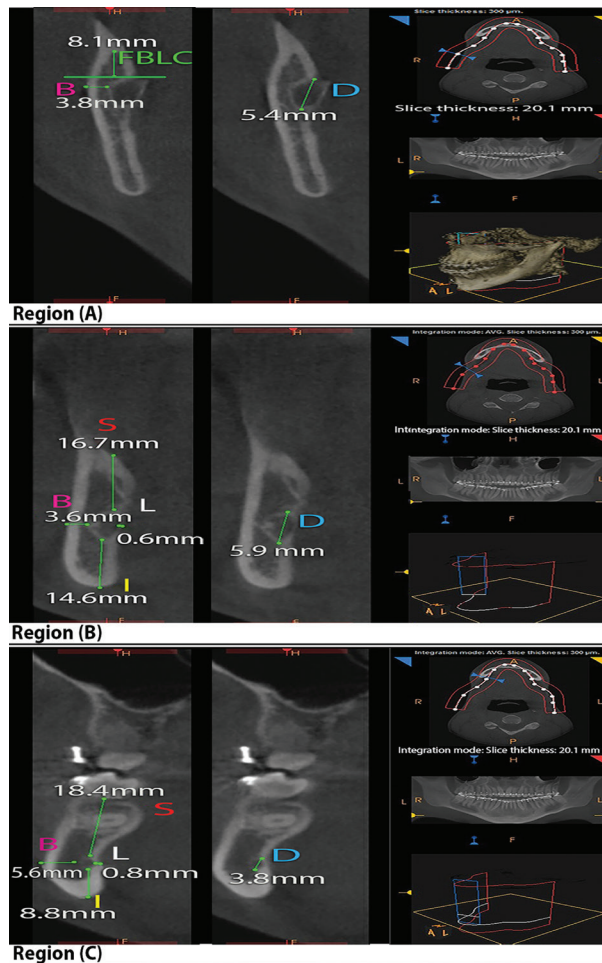 Slice thickness: 300 µm.
H
8.1mm
FBLC
B
3.8mm
F
H
D
5.4mm
F
A
R
P
Slice thickness: 20.1 mm
H
L
R
F
A
L
Region (A)
Integration mode: AVG. Slice thickness: 300 µm.
H
S
16.7mm
B
L
3.6mm
0.6mm
I
14.6mm
H
D
5.9 mm
A
R
L
P
IntIntegration mode: Slice thickness: 20.1 mm
H
L
R
F
A
L
Region (B)
Integration mode: AVG. Slice thickness: 300 µm.
H
18.4mm
S
B
L
5.6mm
0.8mm
I
8.8mm
F
H
D
3.8mm
F
A
R
L
P
Integration mode: Slice thickness: 20.1 mm
H
L
R
F
A
L
Region (C)